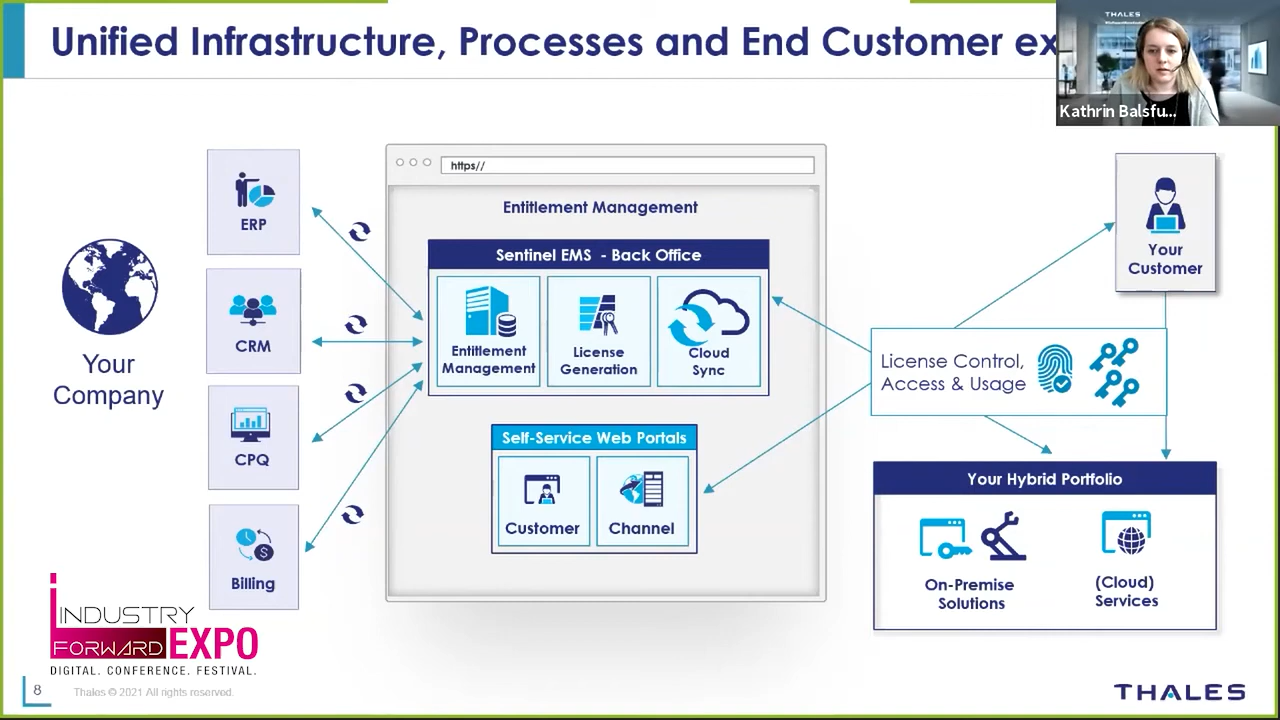 Unified Infrastructure, Processes and End Customer ex
THALES
Kathrin Balsfu...
https//
Entitlement Management
Sentinel EMS - Back Office
Entitlement
Management
License
Generation
Cloud
Sync
Self-Service Web Portals
Customer
Channel
ERP
CRM
CPQ
Billing
Your
Company
Your
Customer
License Control,
Access & Usage
Your Hybrid Portfolio
On-Premise
Solutions
(Cloud)
Services
INDUSTRY
FORWARD EXPO
DIGITAL. CONFERENCE. FESTIVAL.
8
Thales © 2021 All rights reserved.
THALES